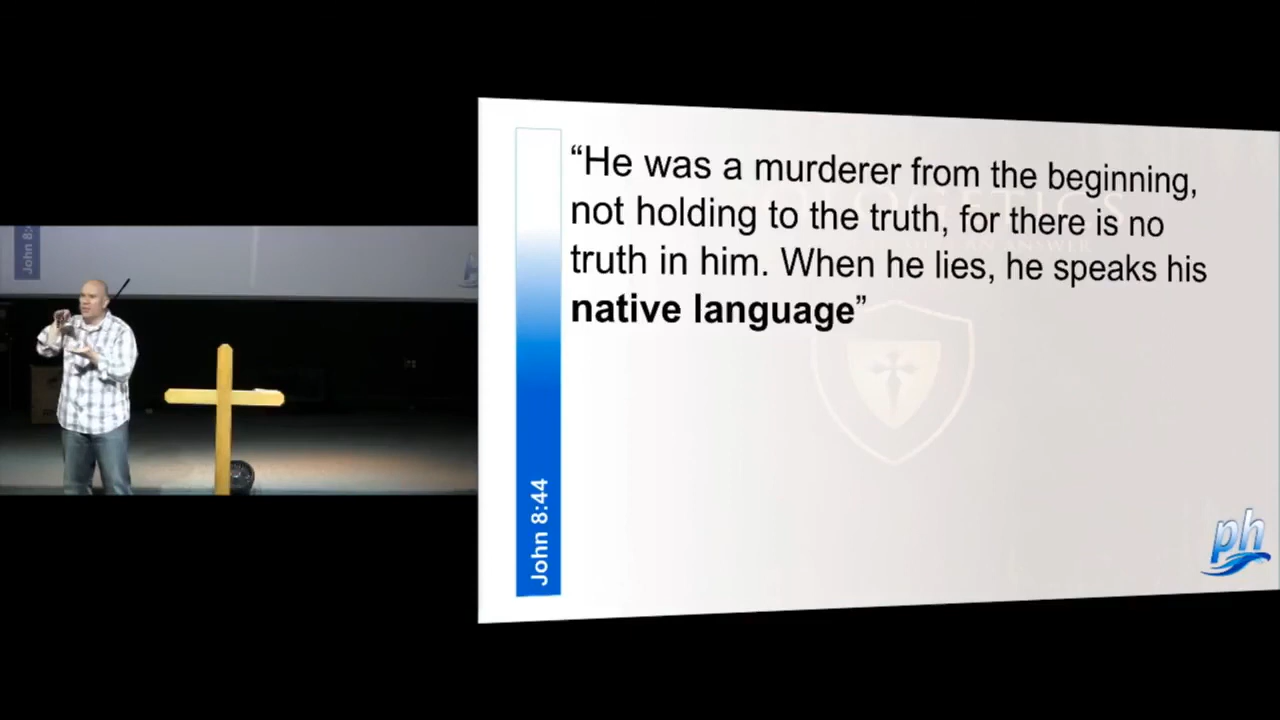 “He was a murderer from the beginning,
not holding to the truth, for there is no
truth in him. When he lies, he speaks his
native language”
John 8:44
ph